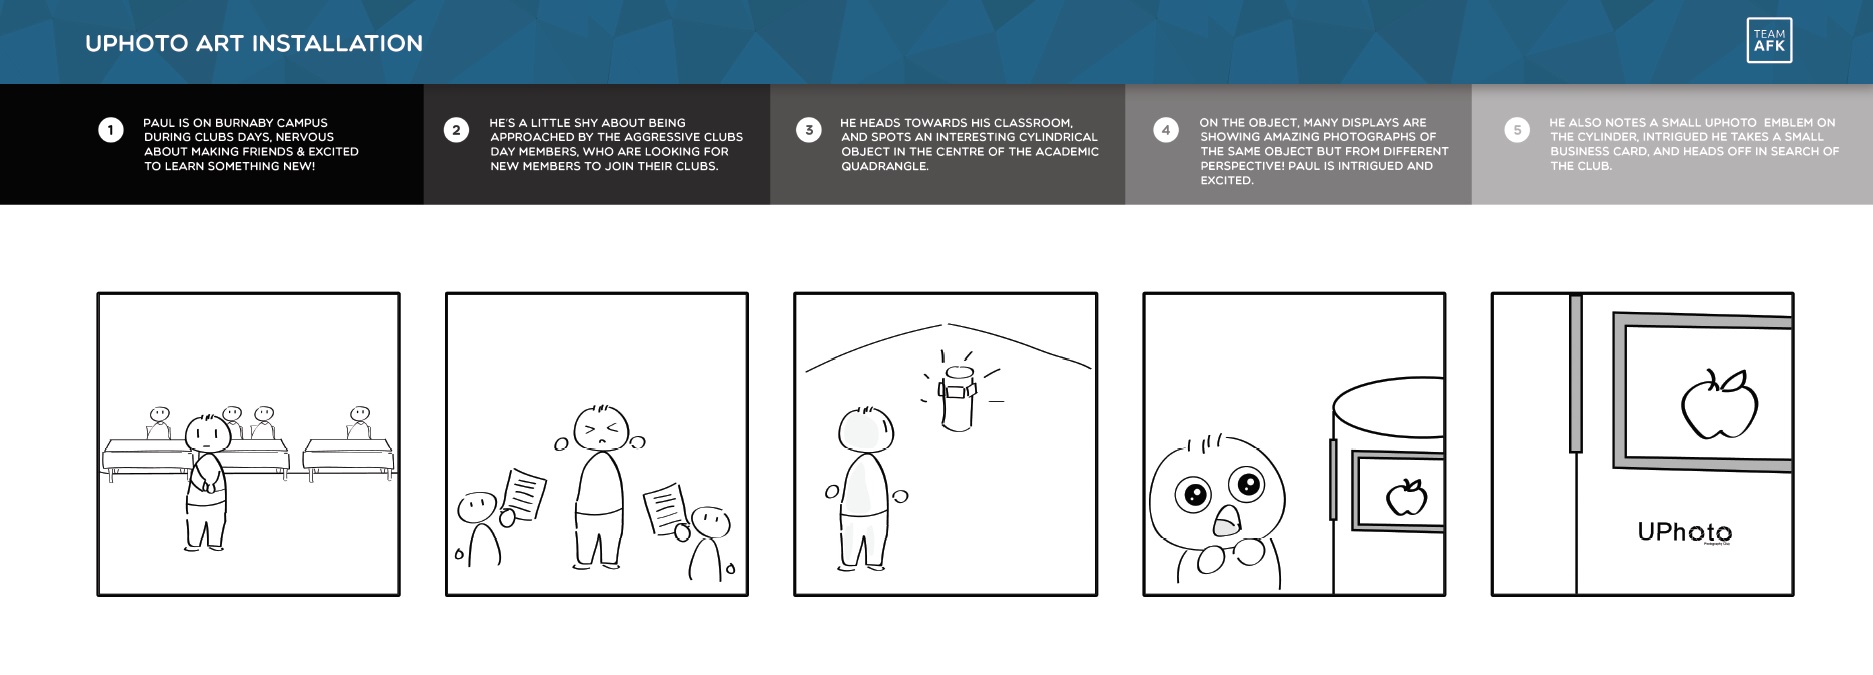 UPHOTO ART INSTALLATION
TEAM
AFK
1
PAUL IS ON BURNABY CAMPUS
DURING CLUBS DAYS, NERVOUS
ABOUT MAKING FRIENDS & EXCITED
TO LEARN SOMETHING NEW!
2
HE'S A LITTLE SHY ABOUT BEING
APPROACHED BY THE AGGRESSIVE CLUBS
DAY MEMBERS, WHO ARE LOOKING FOR
NEW MEMBERS TO JOIN THEIR CLUBS.
3
HE HEADS TOWARDS HIS CLASSROOM,
AND SPOTS AN INTERESTING CYLINDRICAL
OBJECT IN THE CENTRE OF THE ACADEMIC
QUADRANGLE.
4
ON THE OBJECT, MANY DISPLAYS ARE
SHOWING AMAZING PHOTOGRAPHS OF
THE SAME OBJECT BUT FROM DIFFERENT
PERSPECTIVE! PAUL IS INTRIGUED AND
EXCITED.
5
HE ALSO NOTES A SMALL UPHOTO EMBLEM ON
THE CYLINDER, INTRIGUED HE TAKES A SMALL
BUSINESS CARD, AND HEADS OFF IN SEARCH OF
THE CLUB.
UPhoto
Photography Club